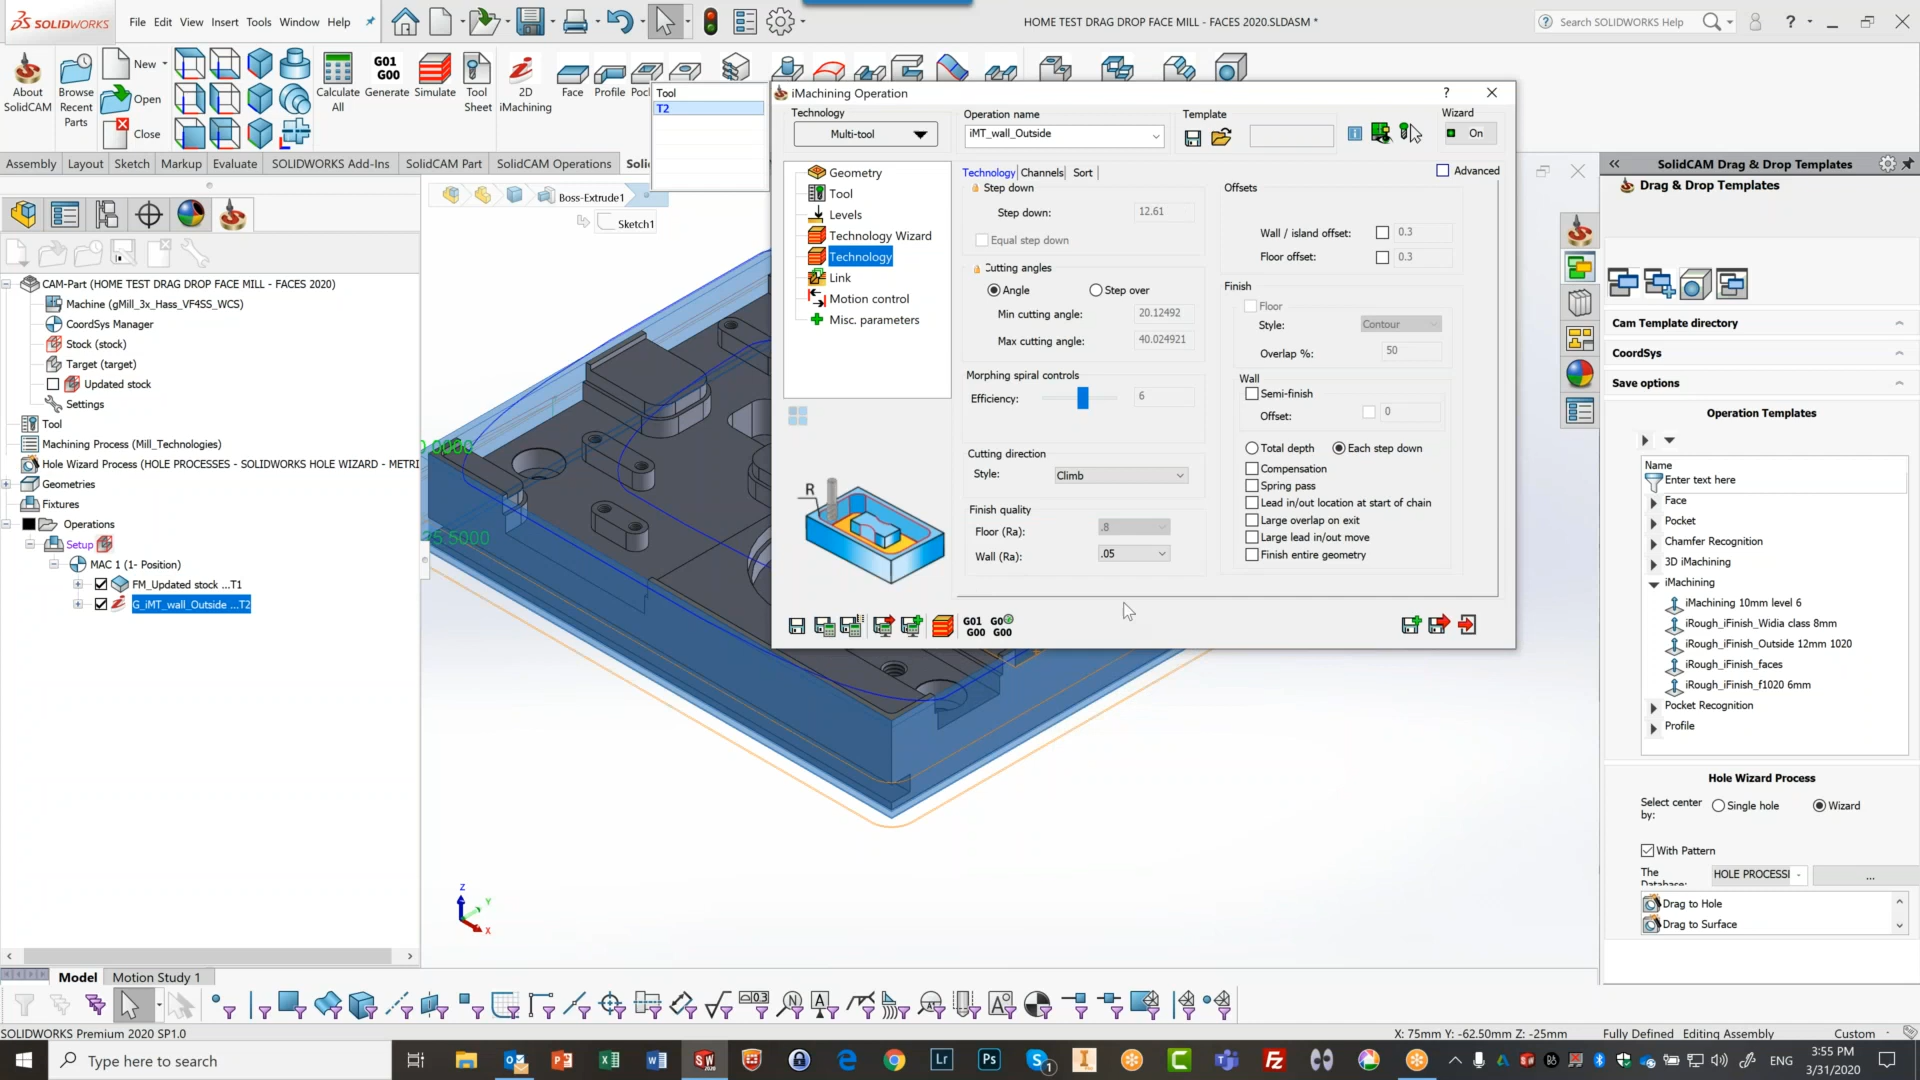 SOLIDWORKS
File Edit View Insert Tools Window Help
HOME TEST DRAG DROP FACE MILL - FACES 2020.SLDASM *
Search SOLIDWORKS Help
About SolidCAM
Browse Recent Parts
New
Open
Close
Calculate All
G01 G00
Generate
Simulate
Tool Sheet
2D iMachining
Face
Profile
Tool
T2
Assembly
Layout
Sketch
Markup
Evaluate
SOLIDWORKS Add-Ins
SolidCAM Part
SolidCAM Operations
Boss-Extrude1
Sketch1
CAM-Part (HOME TEST DRAG DROP FACE MILL - FACES 2020)
Machine (gMill_3x_Hass_VF4SS_WCS)
CoordSys Manager
Stock (stock)
Target (target)
Updated stock
Settings
Tool
Machining Process (Mill_Technologies)
Hole Wizard Process (HOLE PROCESSES - SOLIDWORKS HOLE WIZARD - METRI
Geometries
Fixtures
Operations
Setup
MAC 1 (1- Position)
FM_Updated stock ...T1
G_iMT_wall_Outside ...T2
iMachining Operation
Technology
Multi-tool
Operation name
iMT_wall_Outside
Template
Wizard
On
Geometry
Tool
Levels
Technology Wizard
Technology
Link
Motion control
Misc. parameters
R
Technology
Channels
Sort
Advanced
Step down
Step down: 12.61
Equal step down
Cutting angles
Angle
Step over
Min cutting angle: 20.12492
Max cutting angle: 40.024921
Morphing spiral controls
Efficiency: 6
Cutting direction
Style: Climb
Finish quality
Floor (Ra): .8
Wall (Ra): .05
Offsets
Wall / island offset: 0.3
Floor offset: 0.3
Finish
Floor
Style: Contour
Overlap %: 50
Wall
Semi-finish
Offset: 0
Total depth
Each step down
Compensation
Spring pass
Lead in/out location at start of chain
Large overlap on exit
Large lead in/out move
Finish entire geometry
G01 G00
SolidCAM Drag & Drop Templates
Drag & Drop Templates
Cam Template directory
CoordSys
Save options
Operation Templates
Name
Enter text here
Face
Pocket
Chamfer Recognition
3D iMachining
iMachining
iMachining 10mm level 6
iRough_iFinish_Widia class 8mm
iRough_iFinish_Outside 12mm 1020
iRough_iFinish_faces
iRough_iFinish_f1020 6mm
Pocket Recognition
Profile
Hole Wizard Process
Select center by:
Single hole
Wizard
With Pattern
HOLE PROCESSI
...
Drag to Hole
Drag to Surface
Z
Y
X
Model
Motion Study 1
SOLIDWORKS Premium 2020 SP1.0
X: 75mm Y: -62.50mm Z: -25mm
Fully Defined
Editing Assembly
Custom
Type here to search
ENG
3:55 PM
3/31/2020